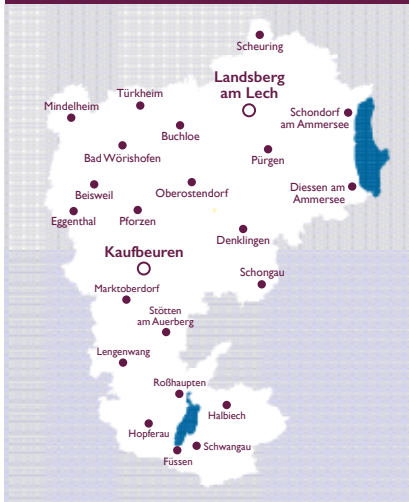 Scheuring
Landsberg
am Lech
Türkheim
Mindelheim
Schondorf
am Ammersee
Buchloe
Bad Wörishofen
Pürgen
Beisweil
Oberostendorf
Diessen am
Ammersee
Eggenthal
Pforzen
Denklingen
Kaufbeuren
Schongau
Marktoberdorf
Stötten
am Auerberg
Lengenwang
Roßhaupten
Halbiech
Hopferau
Schwangau
Füssen